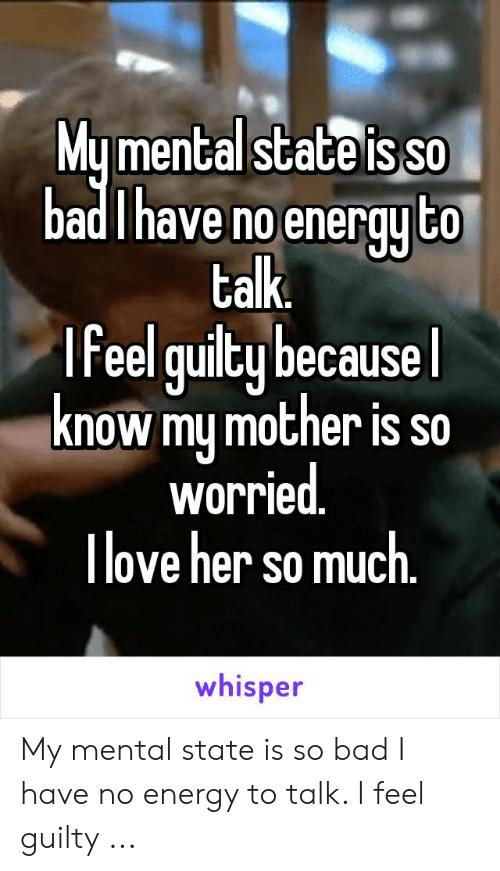 My mental state is so
bad I have no energy to
talk.
I feel guilty because I
know my mother is so
worried.
I love her so much.
whisper
My mental state is so bad I
have no energy to talk. I feel
guilty ...